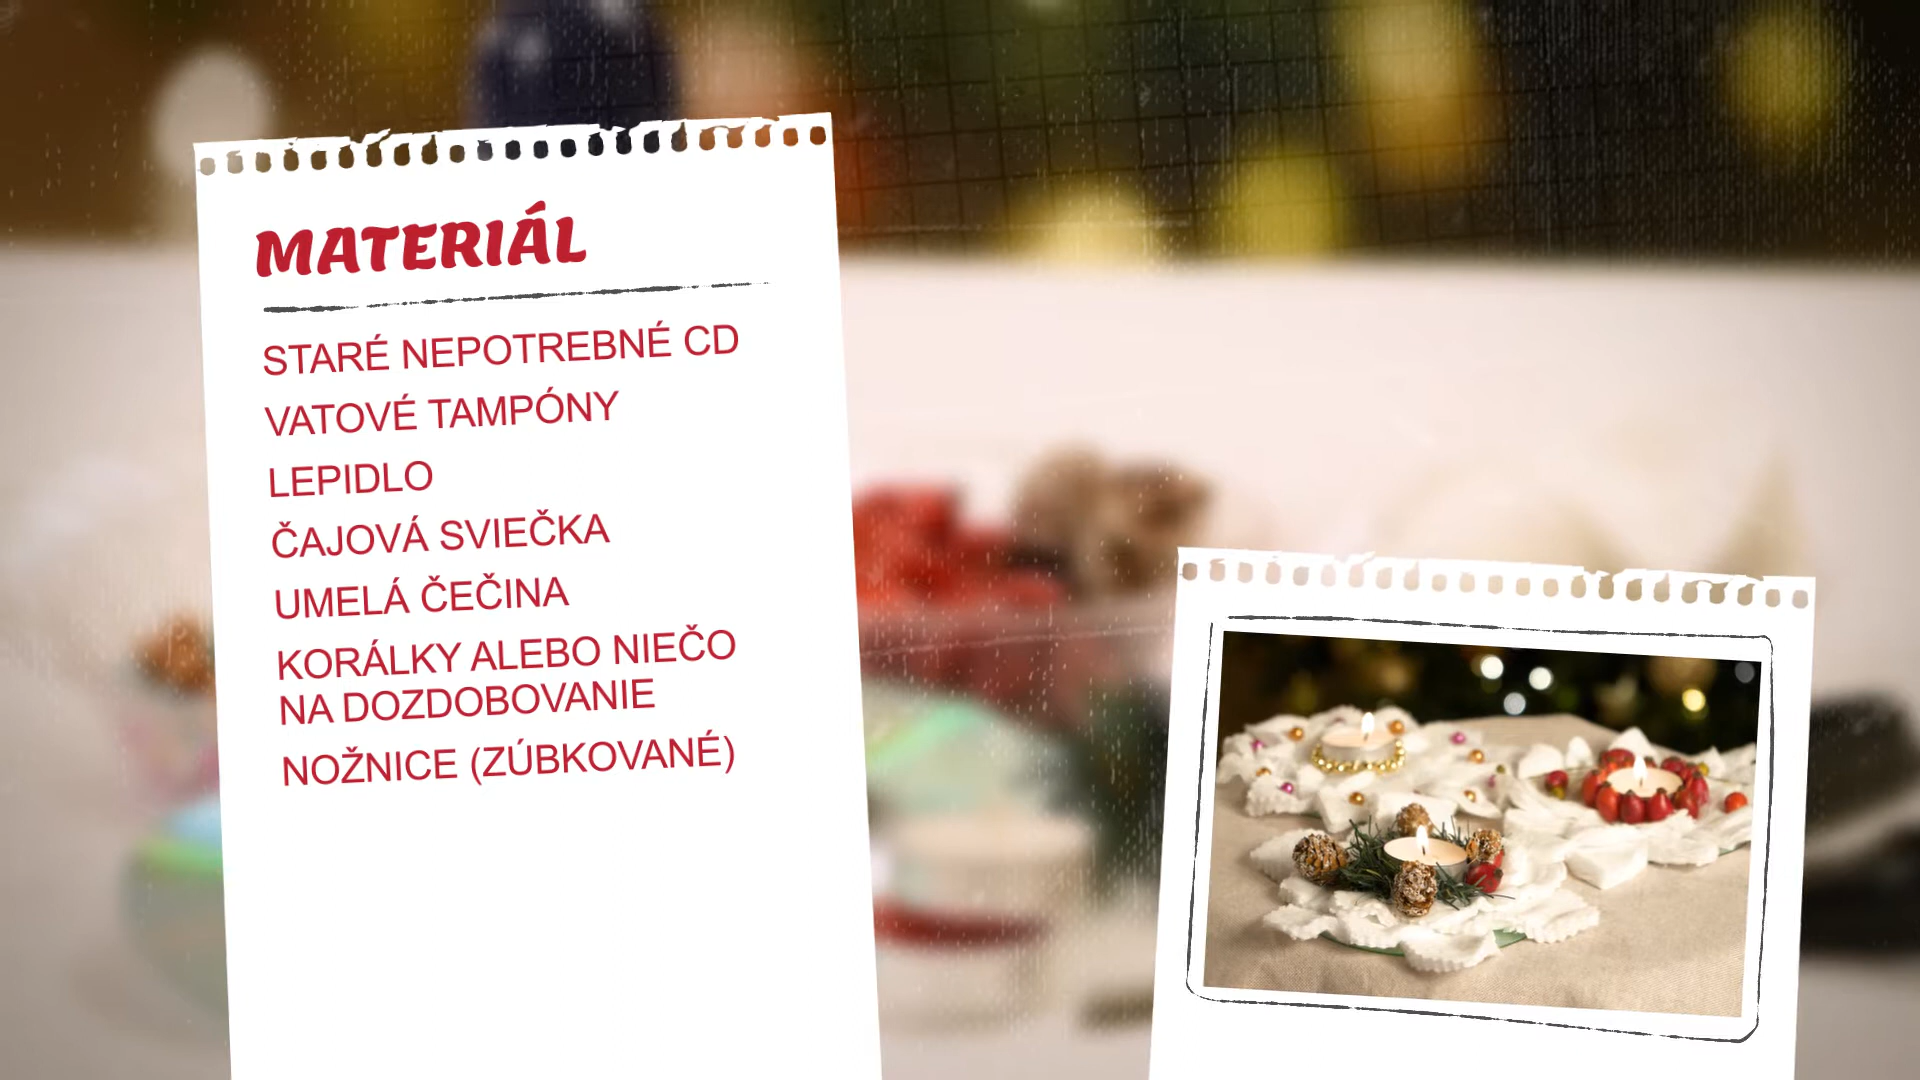 MATERIÁL
STARÉ NEPOTREBNÉ CD
VATOVÉ TAMPÓNY
LEPIDLO
ČAJOVÁ SVIEČKA
UMELÁ ČEČINA
KORÁLKY ALEBO NIEČO
NA DOZDOBOVANIE
NOŽNICE (ZÚBKOVANÉ)